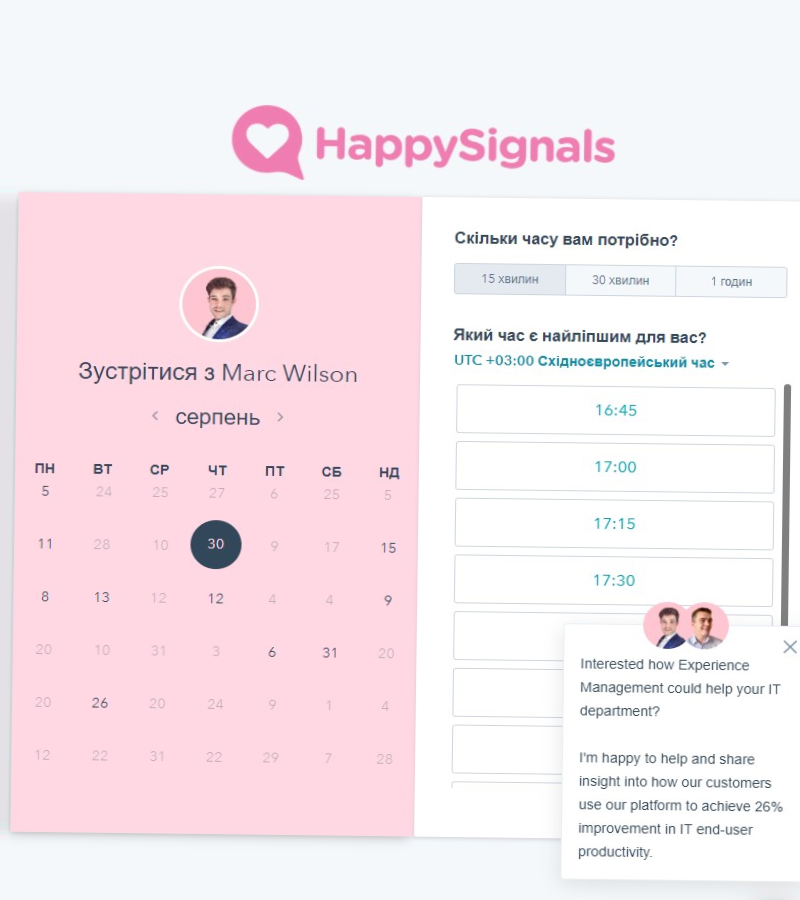 HappySignals
Зустрітися з Marc Wilson
серпень
ПН ВТ СР ЧТ ПТ СБ НД
5 24 25 27 6 25 5
11 28 10 30 9 17 15
8 13 12 12 4 4 9
20 10 31 3 6 31 20
20 26 20 24 9 1 4
12 22 31 22 29 7 28
Скільки часу вам потрібно?
15 хвилин 30 хвилин 1 годин
Який час є найліпшим для вас?
UTC +03:00 Східноєвропейський час
16:45
17:00
17:15
17:30
Interested how Experience
Management could help your IT
department?
I'm happy to help and share
insight into how our customers
use our platform to achieve 26%
improvement in IT end-user
productivity.